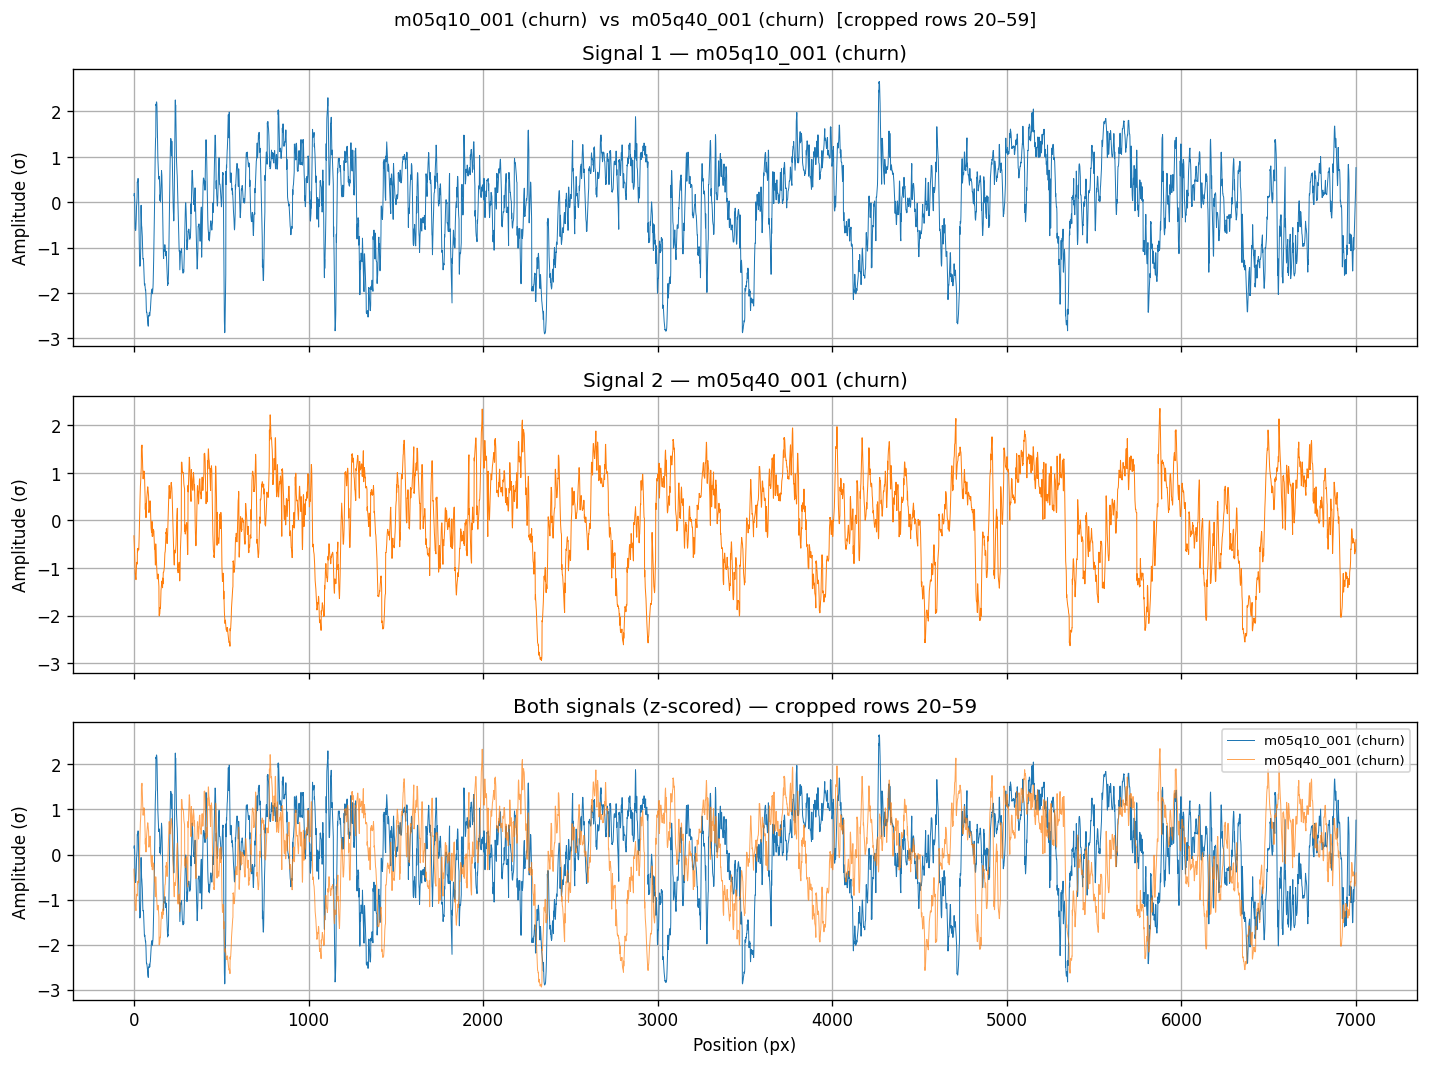 m05q10_001 (churn)  vs  m05q40_001 (churn)  [cropped rows 20–59]
Signal 1 — m05q10_001 (churn)
Amplitude (σ)
2
1
0
−1
−2
−3
Signal 2 — m05q40_001 (churn)
Amplitude (σ)
2
1
0
−1
−2
−3
Both signals (z-scored) — cropped rows 20–59
m05q10_001 (churn)
m05q40_001 (churn)
Amplitude (σ)
2
1
0
−1
−2
−3
0 1000 2000 3000 4000 5000 6000 7000
Position (px)